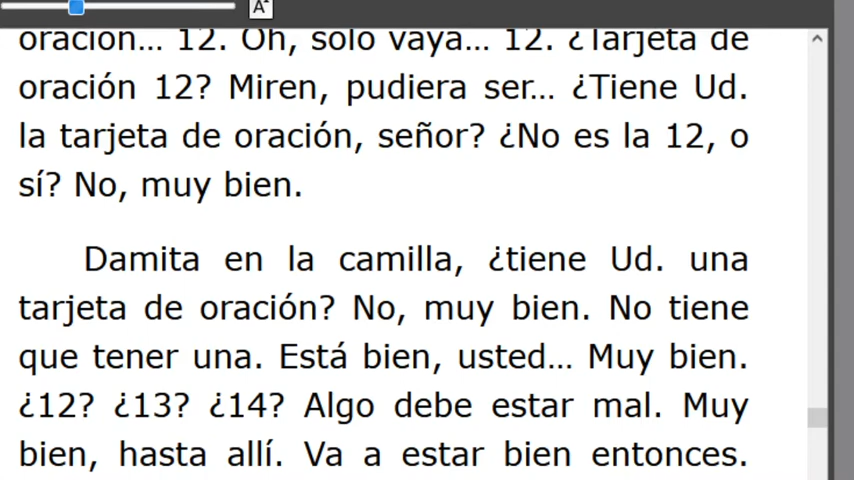 A
oración... 12. Oh, sólo vaya... 12. ¿Tarjeta de
oración 12? Miren, pudiera ser... ¿Tiene Ud.
la tarjeta de oración, señor? ¿No es la 12, o
sí? No, muy bien.
Damita en la camilla, ¿tiene Ud. una
tarjeta de oración? No, muy bien. No tiene
que tener una. Está bien, usted... Muy bien.
¿12? ¿13? ¿14? Algo debe estar mal. Muy
bien, hasta allí. Va a estar bien entonces.